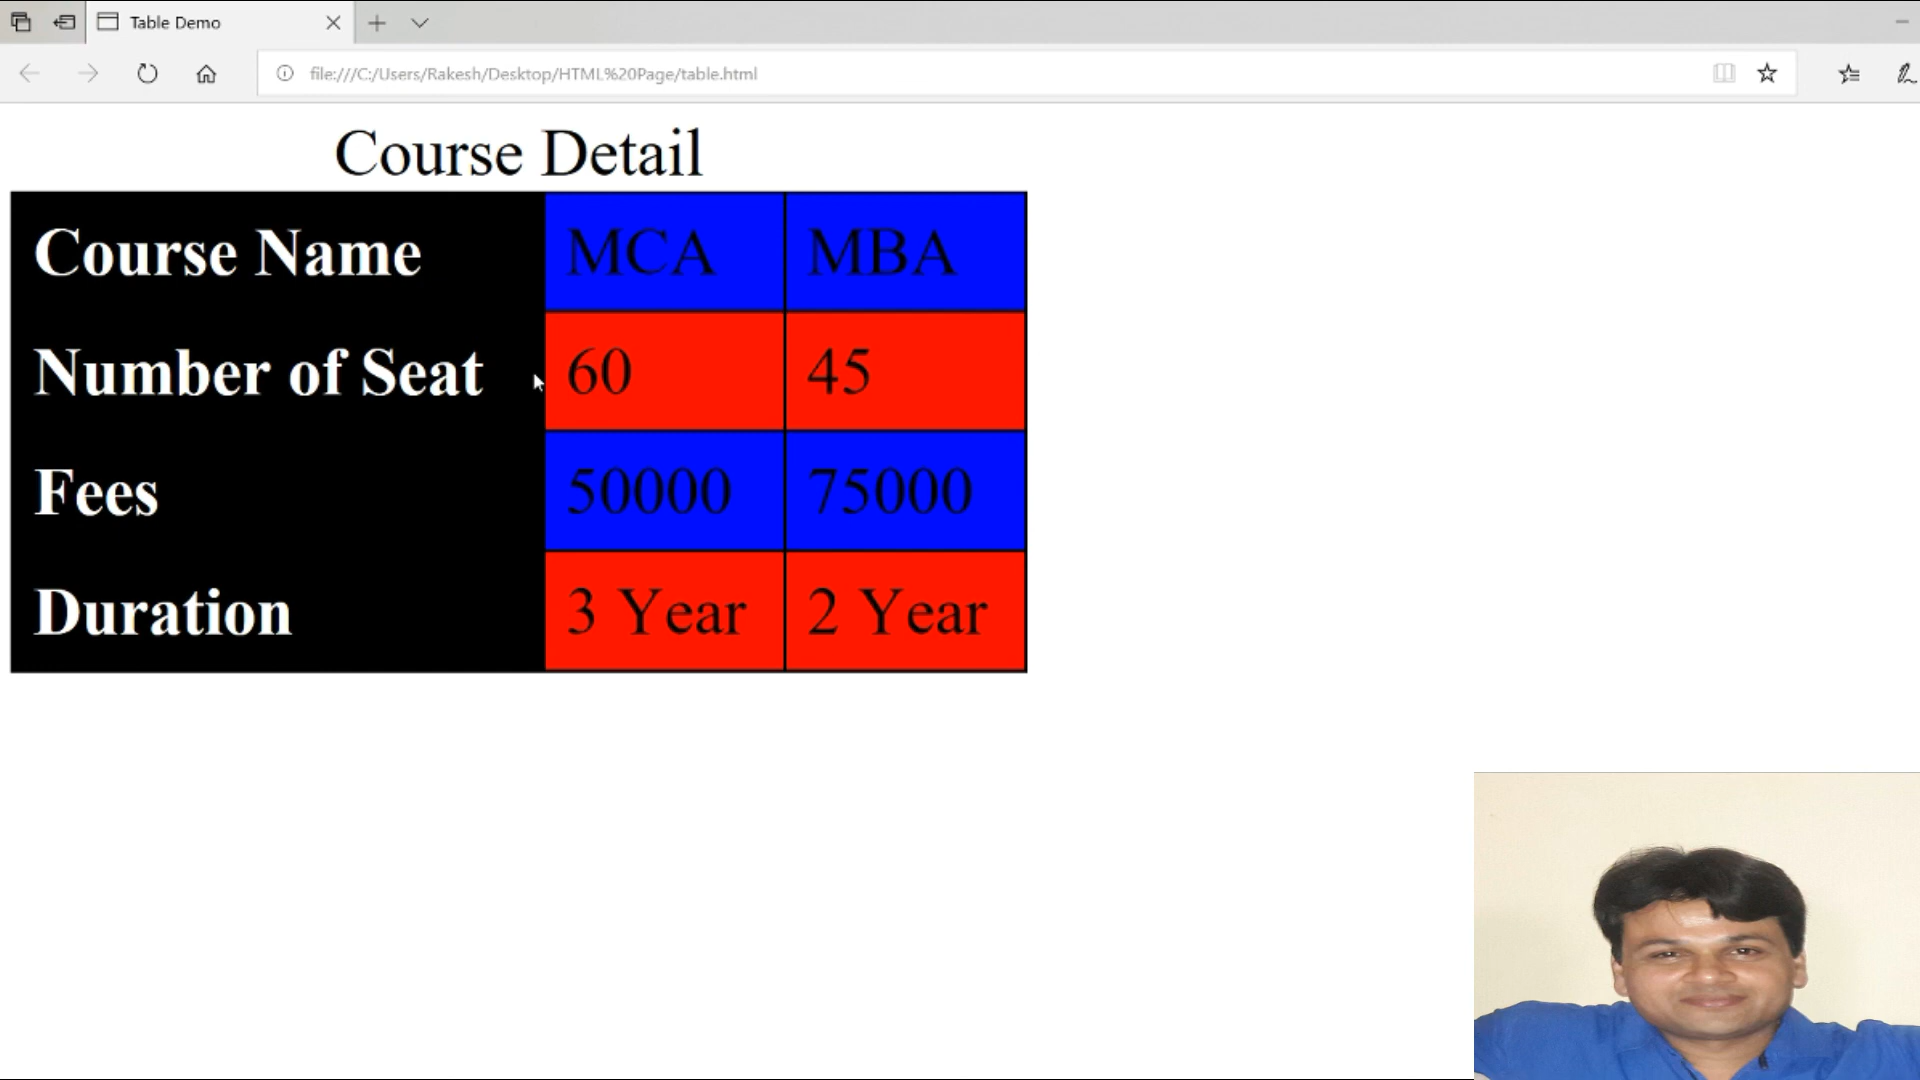 Table Demo
file:///C:/Users/Rakesh/Desktop/HTML%20Page/table.html
Course Detail
Course Name MCA MBA
Number of Seat 60 45
Fees 50000 75000
Duration 3 Year 2 Year